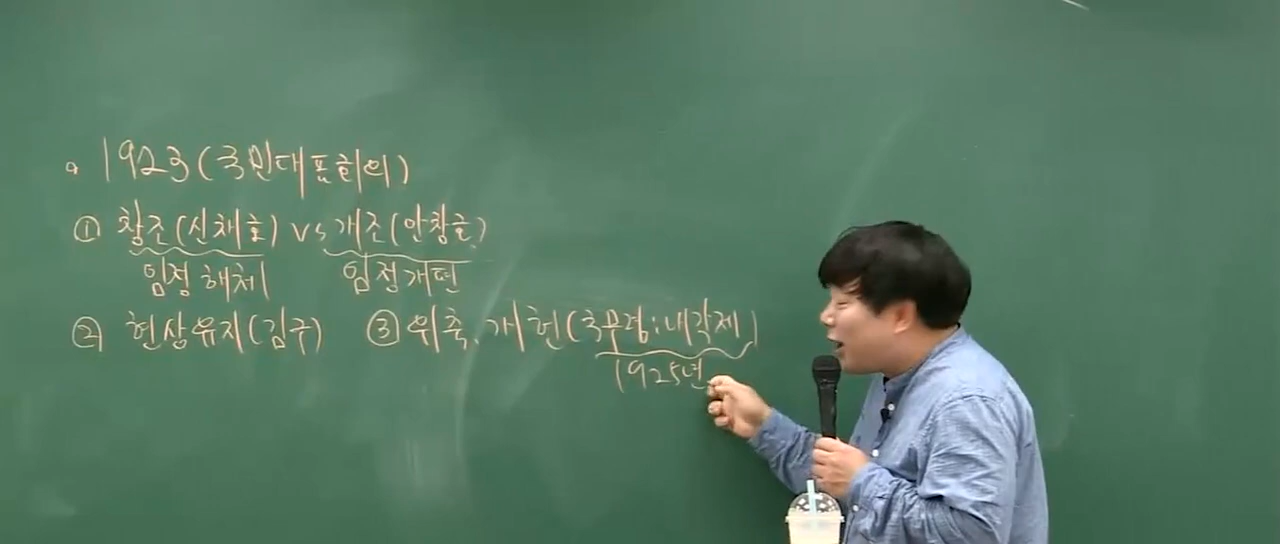 1923(국민대표회의)
① 창조(신채호) vs 개조(안창호)
임정해체 임정개편
② 현상유지(김구) ③ 위축, 개헌(국무령:내각제)
1925년